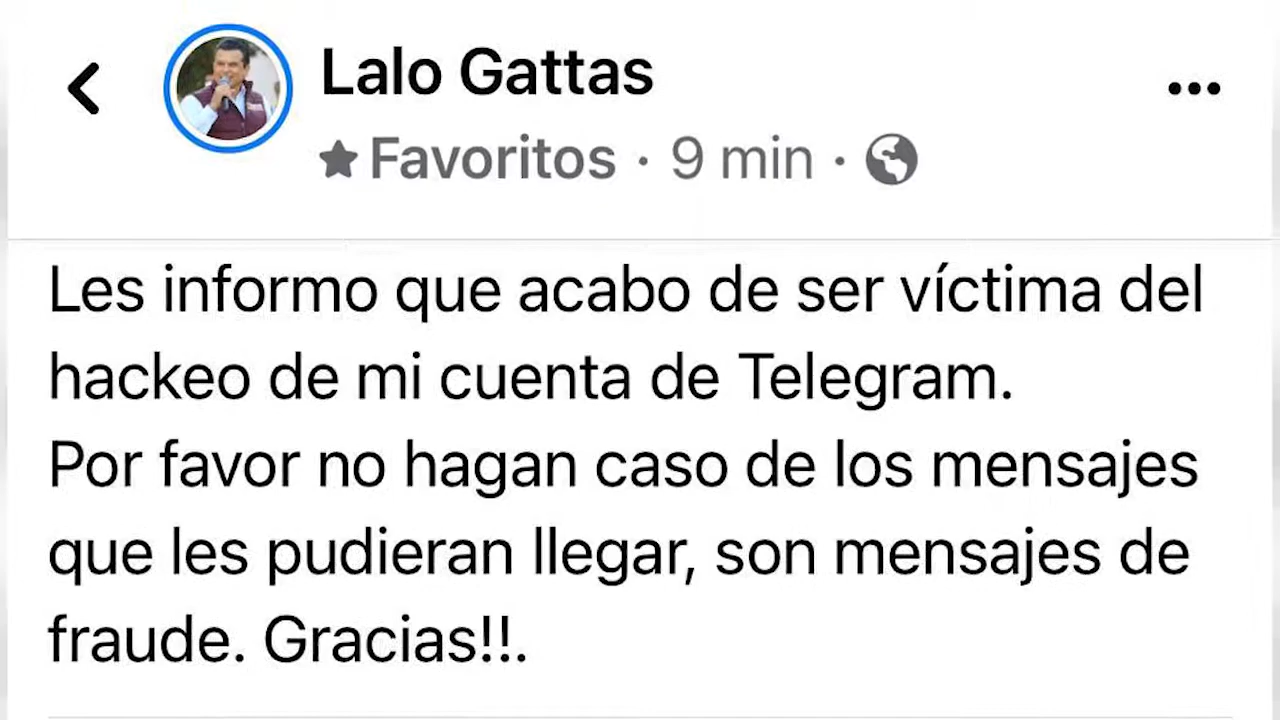 Lalo Gattas
Favoritos · 9 min ·
Les informo que acabo de ser víctima del
hackeo de mi cuenta de Telegram.
Por favor no hagan caso de los mensajes
que les pudieran llegar, son mensajes de
fraude. Gracias!!.